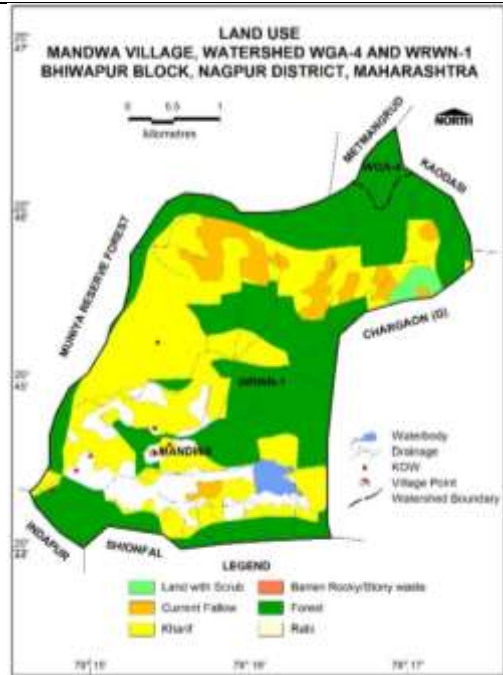 LAND USE
MANDWA VILLAGE, WATERSHED WGA-4 AND WRWN-1
BHIWAPUR BLOCK, NAGPUR DISTRICT, MAHARASHTRA
0 0.5 1
kilometres
NORTH
METMANGRUD
WGA-4
KAODASI
MUNIYA RESERVE FOREST
CHARGAON (G)
WRWN-1
MANDWA
Waterbody
Drainage
KOW
Village Point
Watershed Boundary
INDAPUR
BHIONFAL
LEGEND
Land with Scrub
Barren Rocky/Stony waste
Current Fallow
Forest
Kharif
Rabi
79° 15'
79° 16'
79° 17'